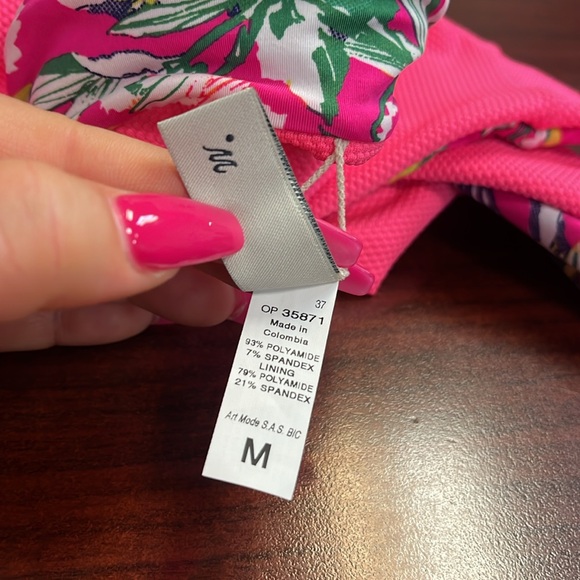 37
OP 35871
Made in
Colombia
93% POLYAMIDE
7% SPANDEX
LINING
79% POLYAMIDE
21% SPANDEX
Art Mode S.A.S. BIC
M